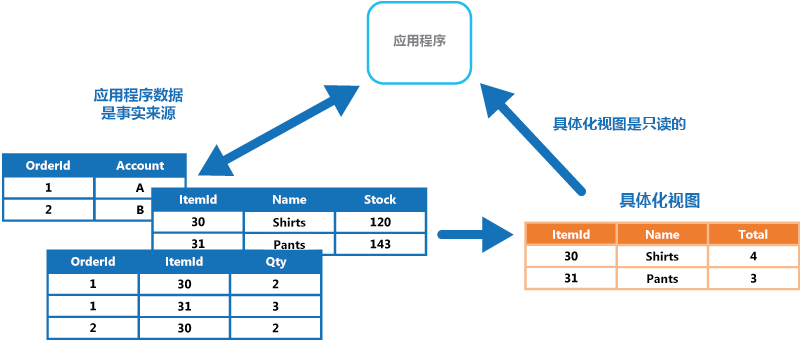 应用程序
应用程序数据
是事实来源
具体化视图是只读的
OrderId Account
1 A
2 B
ItemId Name Stock
30 Shirts 120
31 Pants 143
OrderId ItemId Qty
1 30 2
1 31 3
2 30 2
具体化视图
ItemId Name Total
30 Shirts 4
31 Pants 3